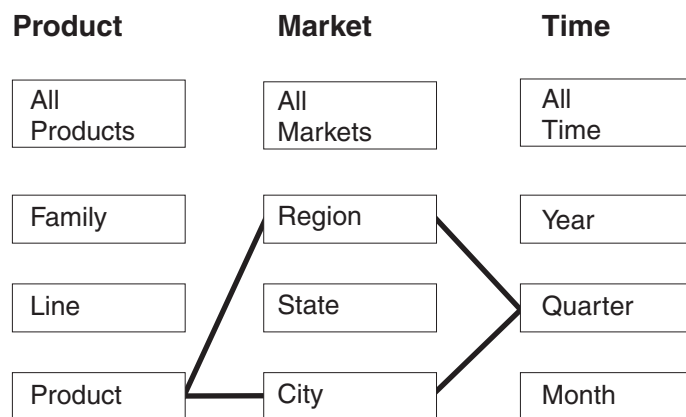 Product Market Time
All
Products
All
Markets
All
Time
Family Region Year
Line State Quarter
Product City Month